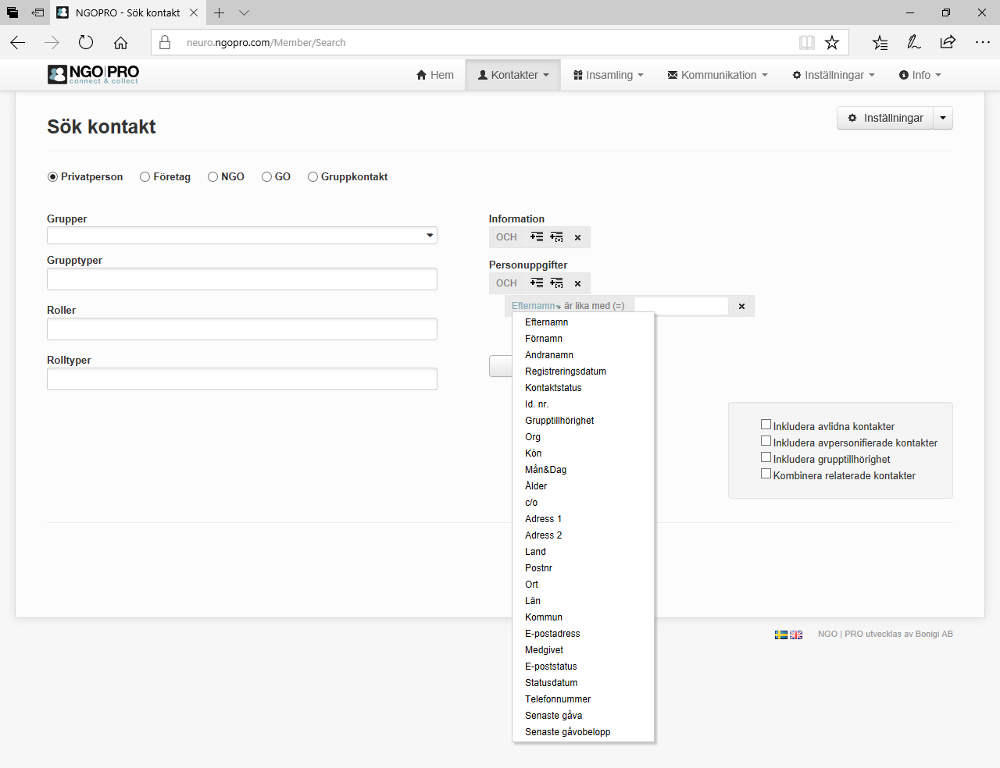 NGOPRO - Sök kontakt
neuro.ngopro.com/Member/Search
NGO|PRO
connect & collect
Hem
Kontakter
Insamling
Kommunikation
Inställningar
Info
Sök kontakt
Inställningar
Privatperson
Företag
NGO
GO
Gruppkontakt
Grupper
Grupptyper
Roller
Rolltyper
Information
OCH
Personuppgifter
OCH
Efternamn är lika med (=)
Efternamn
Förnamn
Andranamn
Registreringsdatum
Kontaktstatus
Id. nr.
Grupptillhörighet
Org
Kön
Mån&Dag
Ålder
c/o
Adress 1
Adress 2
Land
Postnr
Ort
Län
Kommun
E-postadress
Medgivet
E-poststatus
Statusdatum
Telefonnummer
Senaste gåva
Senaste gåvobelopp
Inkludera avlidna kontakter
Inkludera avpersonifierade kontakter
Inkludera grupptillhörighet
Kombinera relaterade kontakter
NGO | PRO utvecklas av Bonigi AB